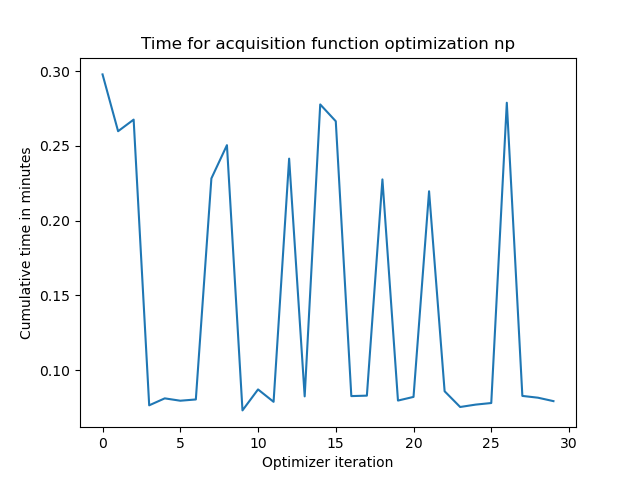 Time for acquisition function optimization np
0.30
0.25
0.20
0.15
0.10
Cumulative time in minutes
0 5 10 15 20 25 30
Optimizer iteration